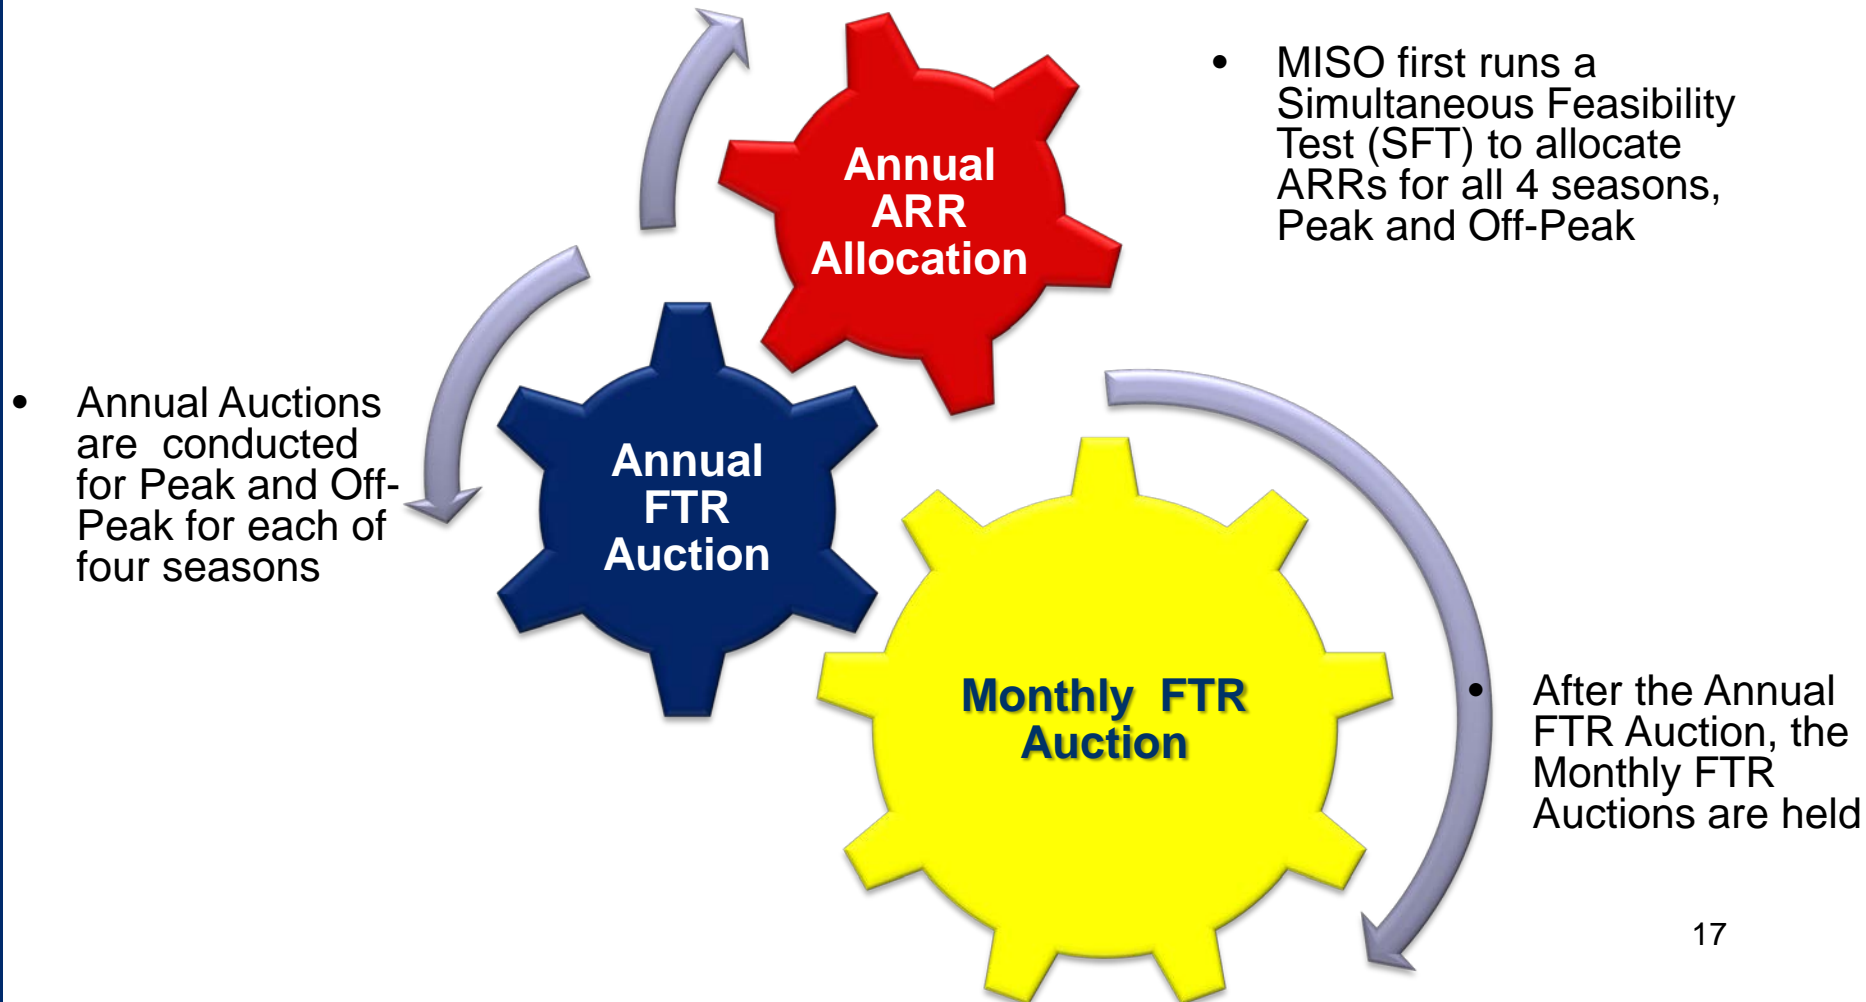 Annual
ARR
Allocation
• MISO first runs a
Simultaneous Feasibility
Test (SFT) to allocate
ARRs for all 4 seasons,
Peak and Off-Peak
• Annual Auctions
are  conducted
for Peak and Off-
Peak for each of
four seasons
Annual
FTR
Auction
Monthly  FTR
Auction
• After the Annual
FTR Auction, the
Monthly FTR
Auctions are held
17